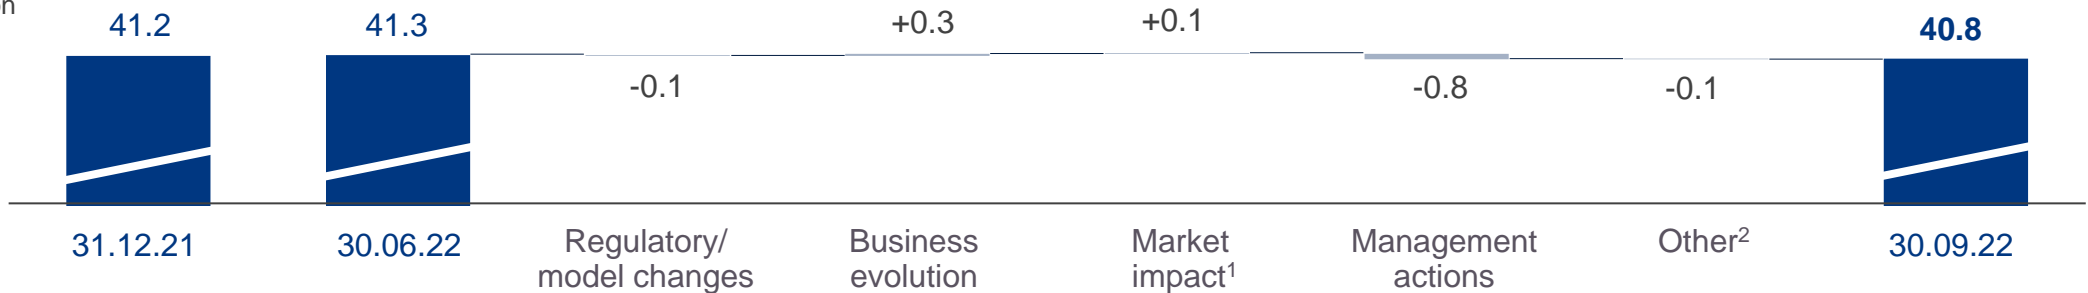 41.2
41.3
+0.3
+0.1
40.8
-0.1
-0.8
-0.1
31.12.21
30.06.22
Regulatory/
model changes
Business
evolution
Market
impact¹
Management
actions
Other²
30.09.22